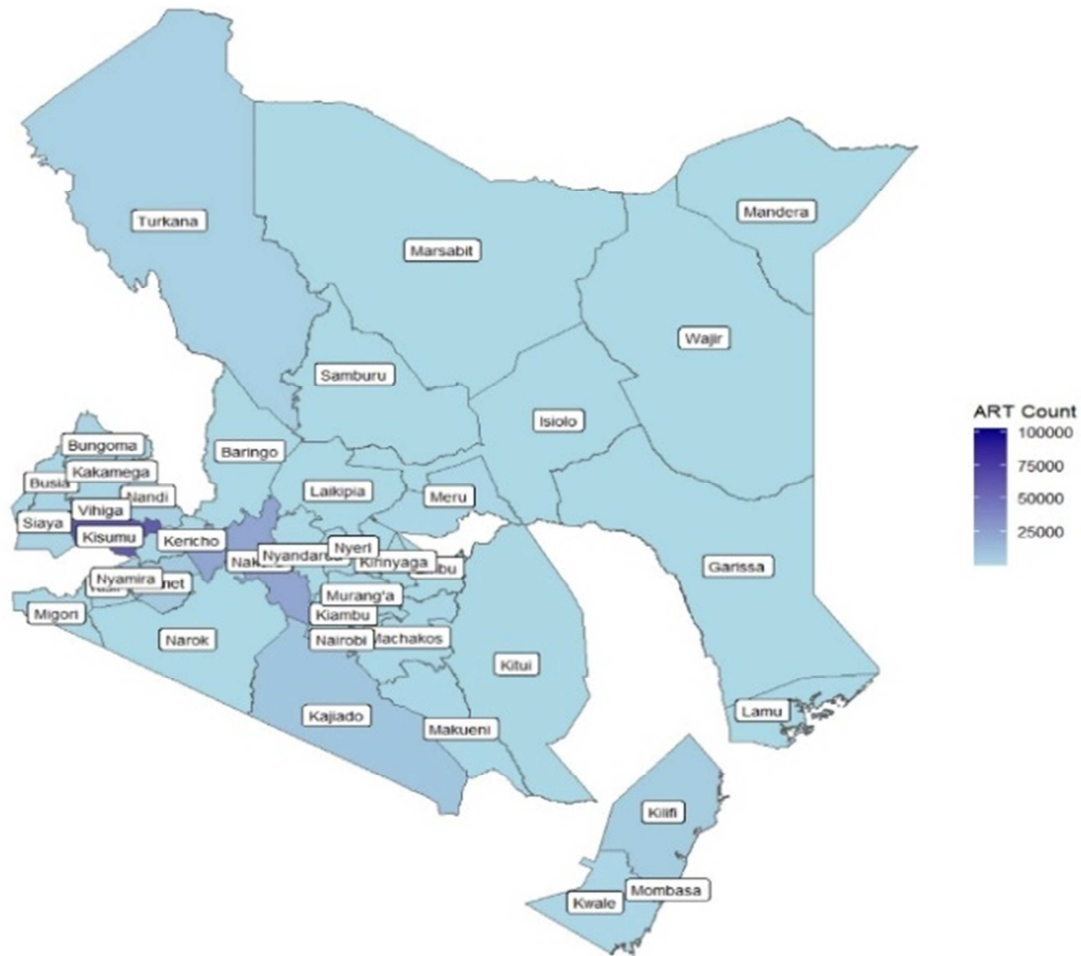 Turkana
Mandera
Marsabit
Wajir
Samburu
Isiolo
ART Count
100000
75000
50000
25000
Bungoma
Baringo
Kakamega
Busia
Laikipia
Nandi
Meru
Vihiga
Siaya
Kisumu
Kericho
Nyeri
Nyandarua
Kirinyaga
Garissa
Nyamira
Murang'a
Migori
Kiambu
Narok
Nairobi
Machakos
Kitui
Kajiado
Lamu
Makueni
Kilifi
Mombasa
Kwale